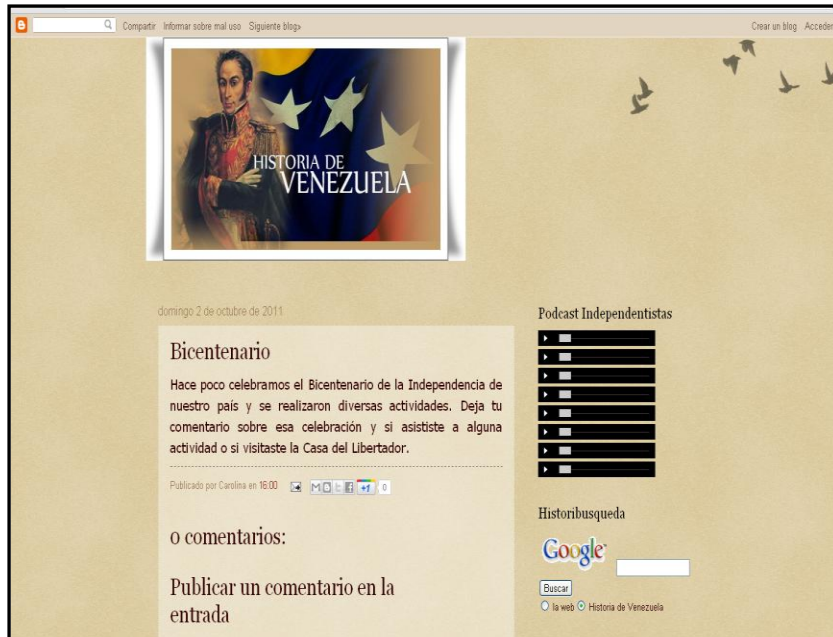 Compartir Informar sobre mal uso Siguiente blog»
Crear un blog Acceder
HISTORIA DE
VENEZUELA
domingo 2 de octubre de 2011
Bicentenario
Hace poco celebramos el Bicentenario de la Independencia de
nuestro país y se realizaron diversas actividades. Deja tu
comentario sobre esa celebración y si asististe a alguna
actividad o si visitaste la Casa del Libertador.
Publicado por Carolina en 16:00
+1 0
0 comentarios:
Publicar un comentario en la
entrada
Podcast Independentistas
Historibusqueda
Google
Buscar
la web Historia de Venezuela